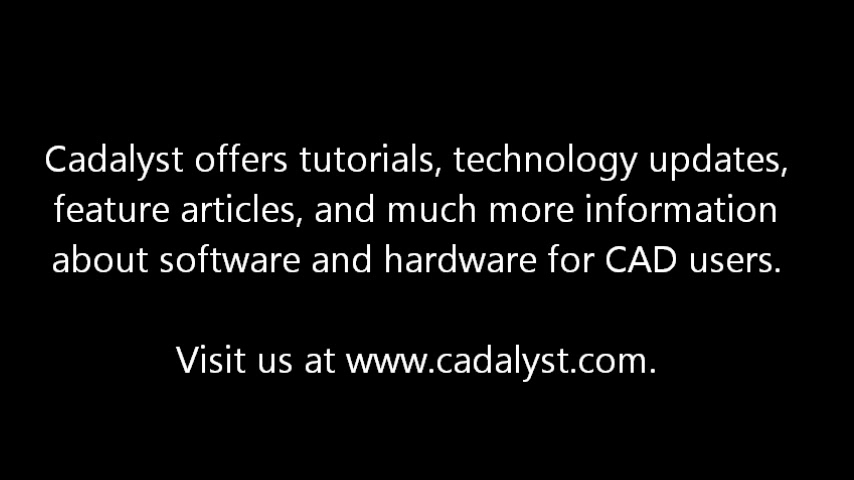 Cadalyst offers tutorials, technology updates,
feature articles, and much more information
about software and hardware for CAD users.
Visit us at www.cadalyst.com.